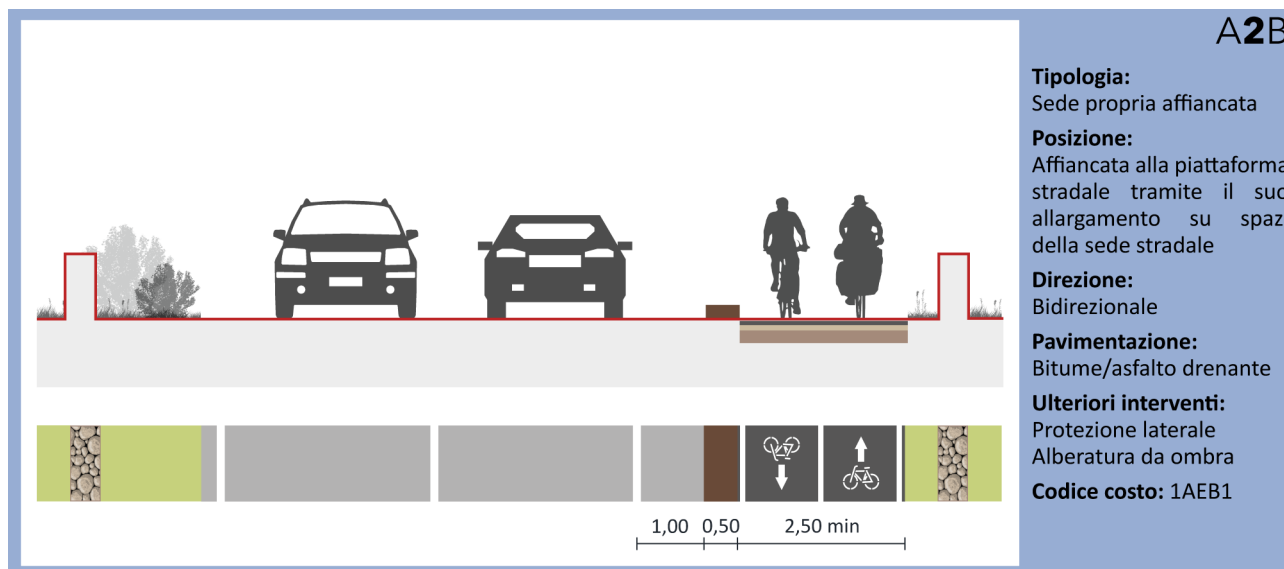 A2B
Tipologia:
Sede propria affiancata
Posizione:
Affiancata alla piattaforma
stradale tramite il suo
allargamento su spazi
della sede stradale
Direzione:
Bidirezionale
Pavimentazione:
Bitume/asfalto drenante
Ulteriori interventi:
Protezione laterale
Alberatura da ombra
Codice costo: 1AEB1
1,00 0,50 2,50 min